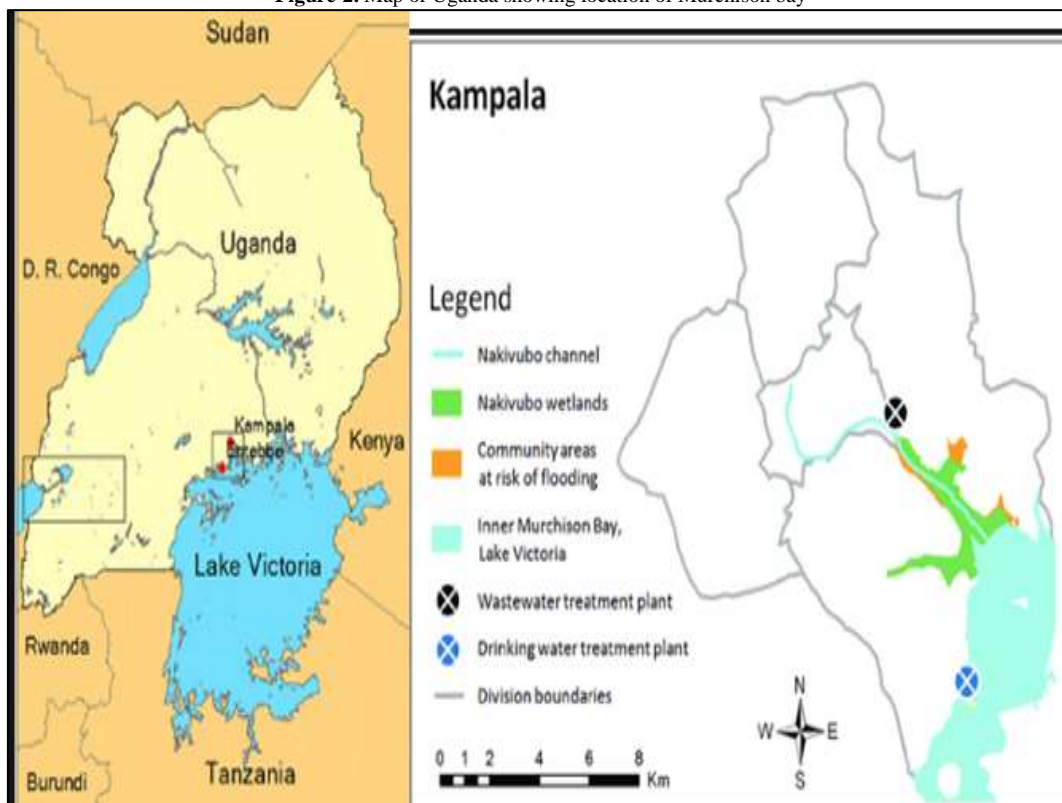 Figure 2. Map of Uganda showing location of Murchison bay
Sudan
Uganda
D. R. Congo
Kampala
Kenya
Lake Victoria
Rwanda
Burundi
Tanzania
Kampala
Legend
Nakivubo channel
Nakivubo wetlands
Community areas
at risk of flooding
Inner Murchison Bay,
Lake Victoria
Wastewater treatment plant
Drinking water treatment plant
Division boundaries
N
W E
S
0 2 4 6 8
Km